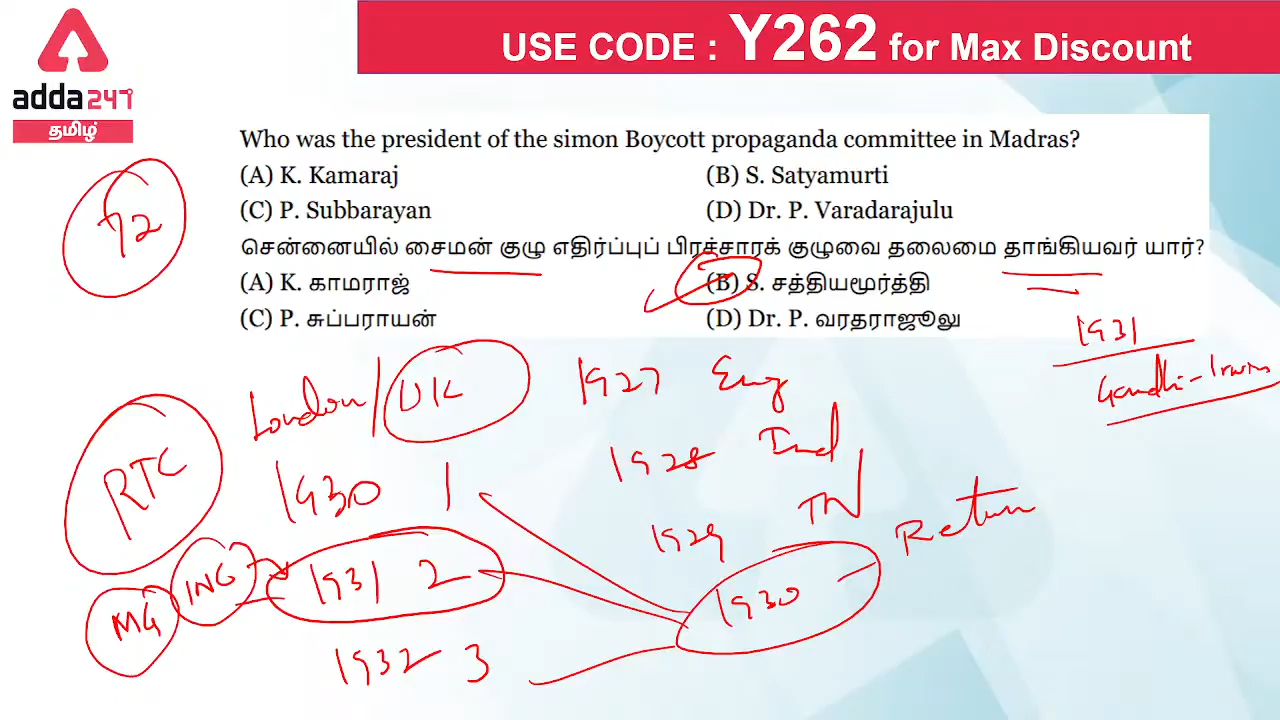 USE CODE : Y262 for Max Discount
adda247
தமிழ்
Who was the president of the simon Boycott propaganda committee in Madras?
(A) K. Kamaraj (B) S. Satyamurti
(C) P. Subbarayan (D) Dr. P. Varadarajulu
சென்னையில் சைமன் குழு எதிர்ப்புப் பிரச்சாரக் குழுவை தலைமை தாங்கியவர் யார்?
(A) K. காமராஜ் (B) S. சத்தியமூர்த்தி
(C) P. சுப்பராயன் (D) Dr. P. வரதராஜூலு
72
1931
Gandhi-Irwin
London/UK 1927 Eng
RTC
1928 Ind
1930 1
1929 TN
Return
1931 2
1930
ING
MG
1932 3